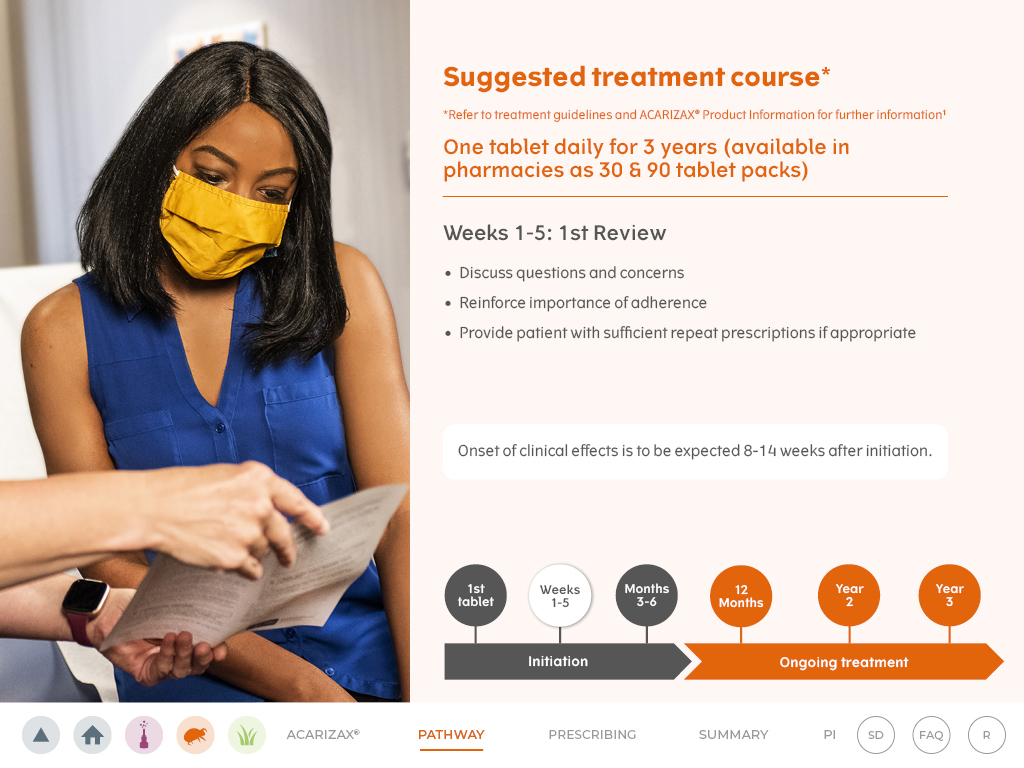 Suggested treatment course*
*Refer to treatment guidelines and ACARIZAX® Product Information for further information¹
One tablet daily for 3 years (available in
pharmacies as 30 & 90 tablet packs)
Weeks 1-5: 1st Review
• Discuss questions and concerns
• Reinforce importance of adherence
• Provide patient with sufficient repeat prescriptions if appropriate
Onset of clinical effects is to be expected 8-14 weeks after initiation.
1st
tablet
Weeks
1-5
Months
3-6
12
Months
Year
2
Year
3
Initiation
Ongoing treatment
ACARIZAX®
PATHWAY
PRESCRIBING
SUMMARY
PI
SD
FAQ
R